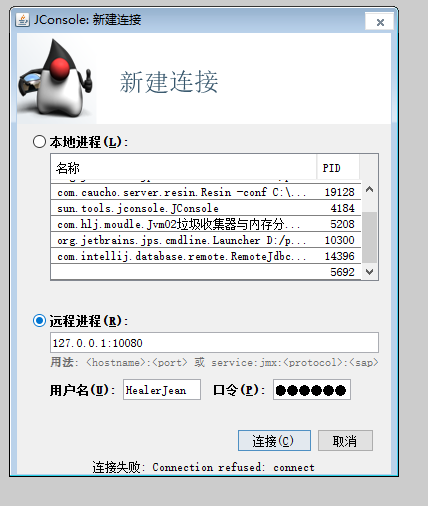 JConsole: 新建连接
新建连接
本地进程(L):
名称 PID
com.caucho.server.resin.Resin -conf C:\... 19128
sun.tools.jconsole.JConsole 4184
com.hlj.moudle.Jvm02垃圾收集器与内存分... 5208
org.jetbrains.jps.cmdline.Launcher D:/p... 10300
com.intellij.database.remote.RemoteJdbc... 14396
5692
远程进程(R):
127.0.0.1:10080
用法: <hostname>:<port> 或 service:jmx:<protocol>:<sap>
用户名(U): HealerJean 口令(P): ●●●●●●
连接(C) 取消
连接失败: Connection refused: connect